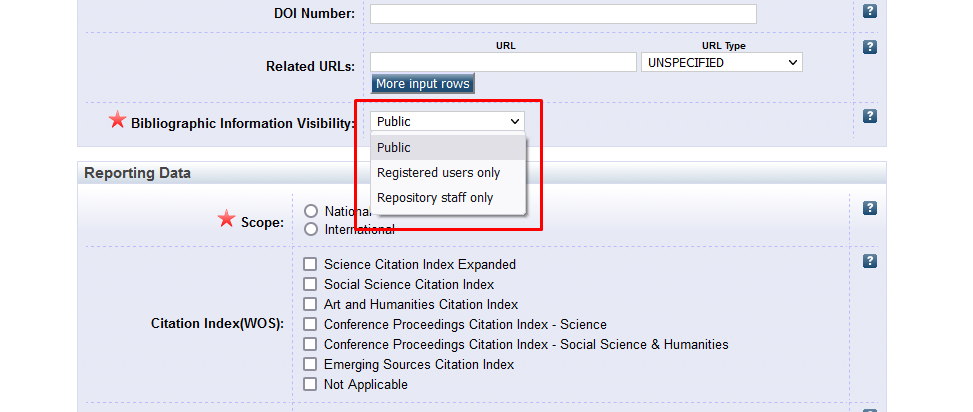 DOI Number:
?
URL
URL Type
Related URLs:
UNSPECIFIED
?
More input rows
Bibliographic Information Visibility:
Public
?
Public
Registered users only
Repository staff only
Reporting Data
Scope:
National
International
?
Citation Index(WOS):
Science Citation Index Expanded
Social Science Citation Index
Art and Humanities Citation Index
Conference Proceedings Citation Index - Science
Conference Proceedings Citation Index - Social Science & Humanities
Emerging Sources Citation Index
Not Applicable
?